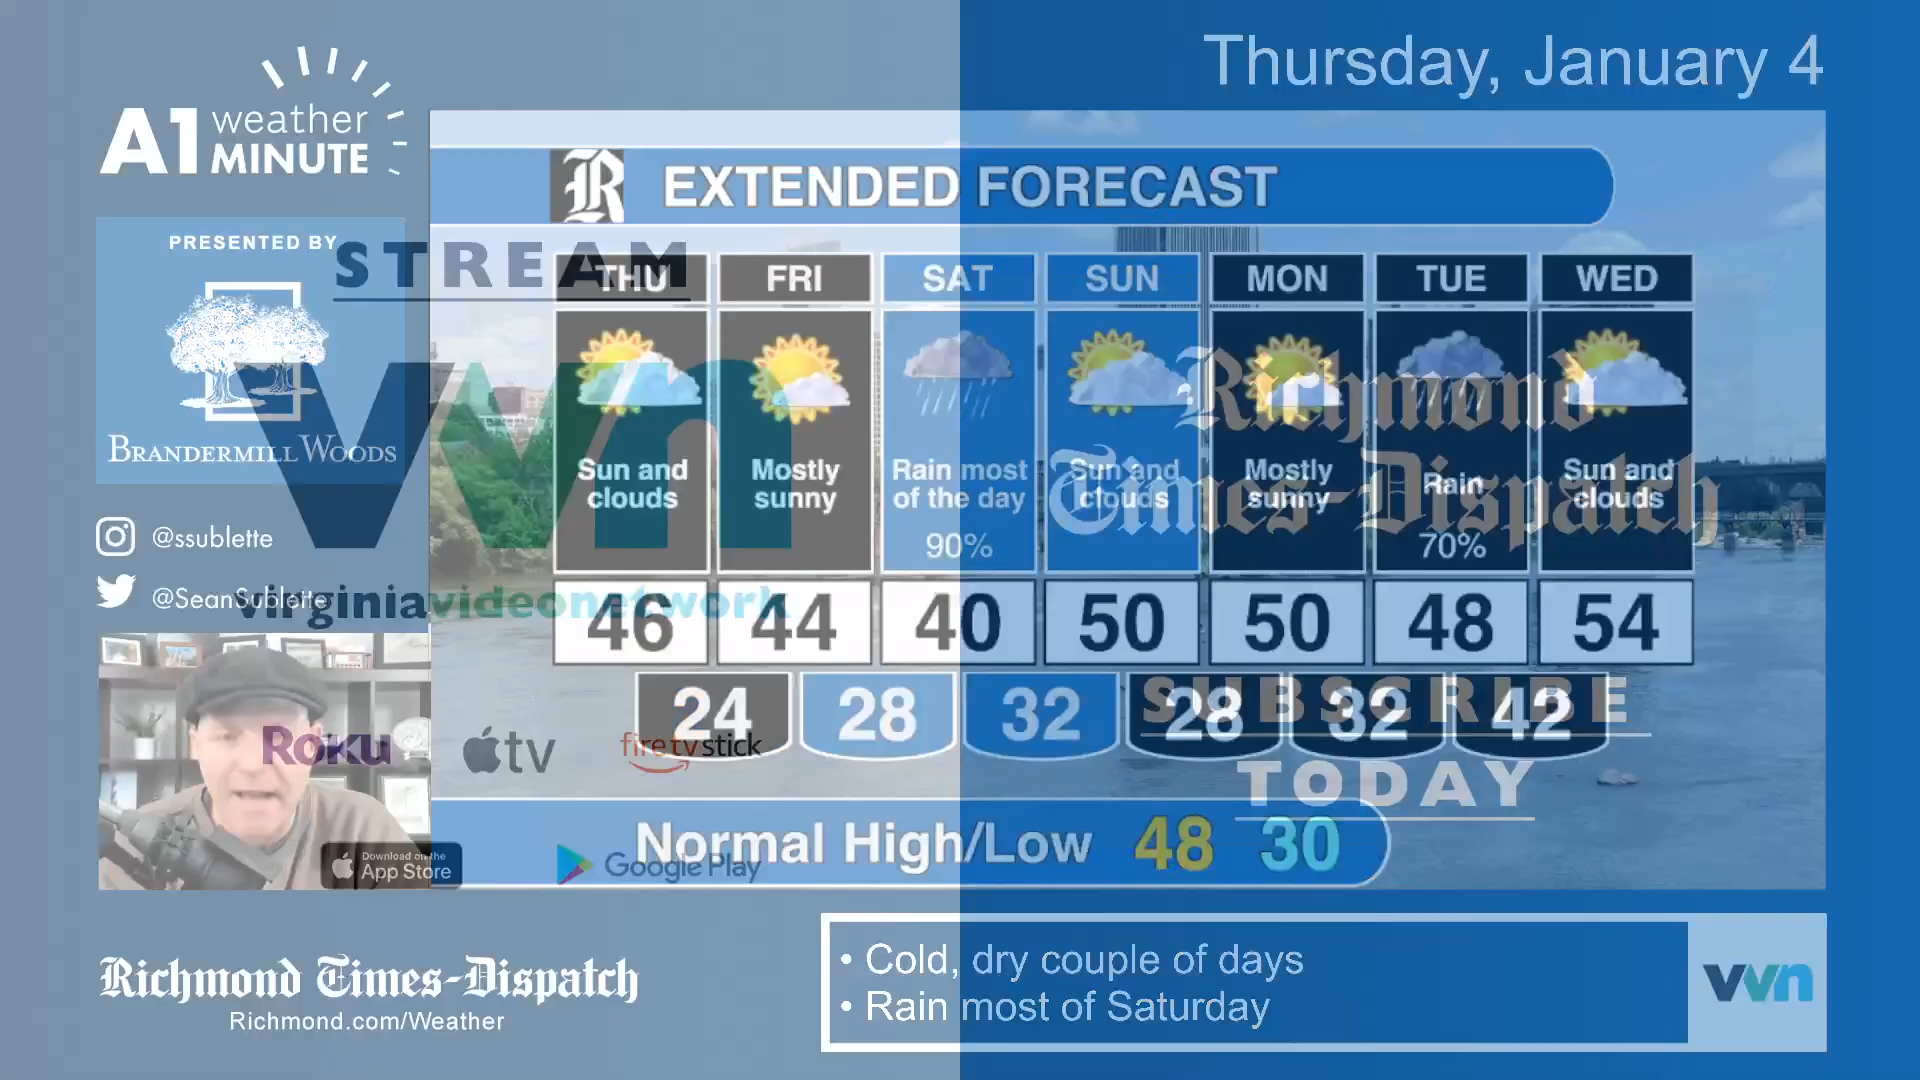 Thursday, January 4
A1 weather MINUTE
PRESENTED BY
BRANDERMILL WOODS
@ssublette
@SeanSublette
R EXTENDED FORECAST
THU FRI SAT SUN MON TUE WED
Sun and clouds
Mostly sunny
Rain most of the day
90%
Sun and clouds
Mostly sunny
Rain
70%
Sun and clouds
46 44 40 50 50 48 54
24 28 32 28 32 42
Normal High/Low 48 30
STREAM
vvn
virginiavideonetwork
Roku
tv
fire tv stick
Download on the
App Store
Google Play
Richmond
Times-Dispatch
SUBSCRIBE
TODAY
Richmond Times-Dispatch
Richmond.com/Weather
• Cold, dry couple of days
• Rain most of Saturday
vvn